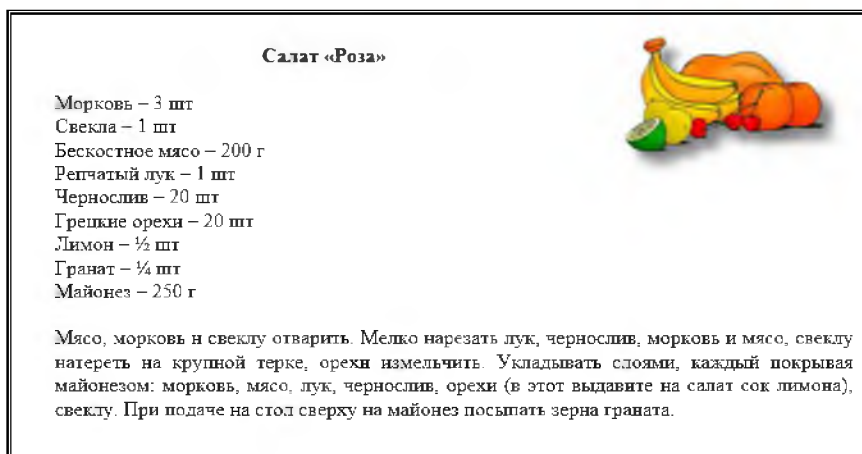 Салат «Роза»
Морковь – 3 шт
Свекла – 1 шт
Бескостное мясо – 200 г
Репчатый лук – 1 шт
Чернослив – 20 шт
Грецкие орехи – 20 шт
Лимон – ½ шт
Гранат – ¼ шт
Майонез – 250 г
Мясо, морковь н свеклу отварить. Мелко нарезать лук, чернослив, морковь и мясо, свеклу
натереть на крупной терке, орехи измельчить. Укладывать слоями, каждый покрывая
майонезом: морковь, мясо, лук, чернослив, орехи (в этот выдавите на салат сок лимона),
свеклу. При подаче на стол сверху на майонез посыпать зерна граната.